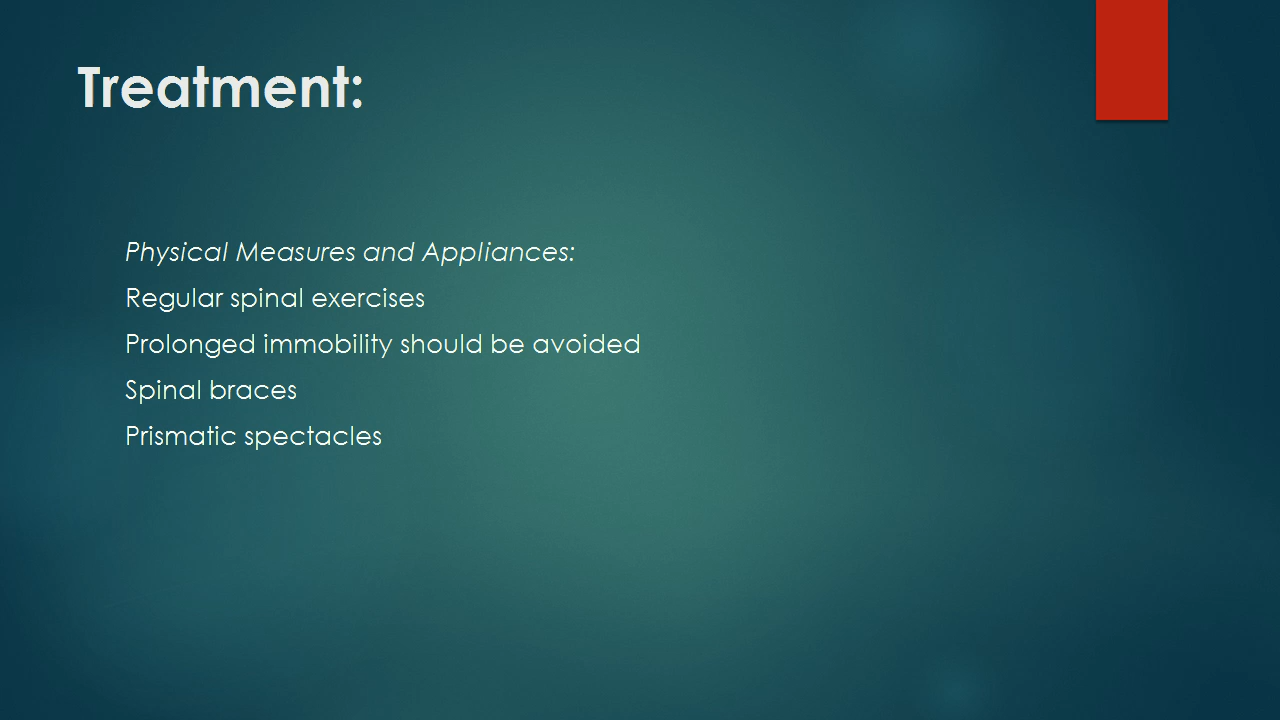 Treatment:
Physical Measures and Appliances:
Regular spinal exercises
Prolonged immobility should be avoided
Spinal braces
Prismatic spectacles